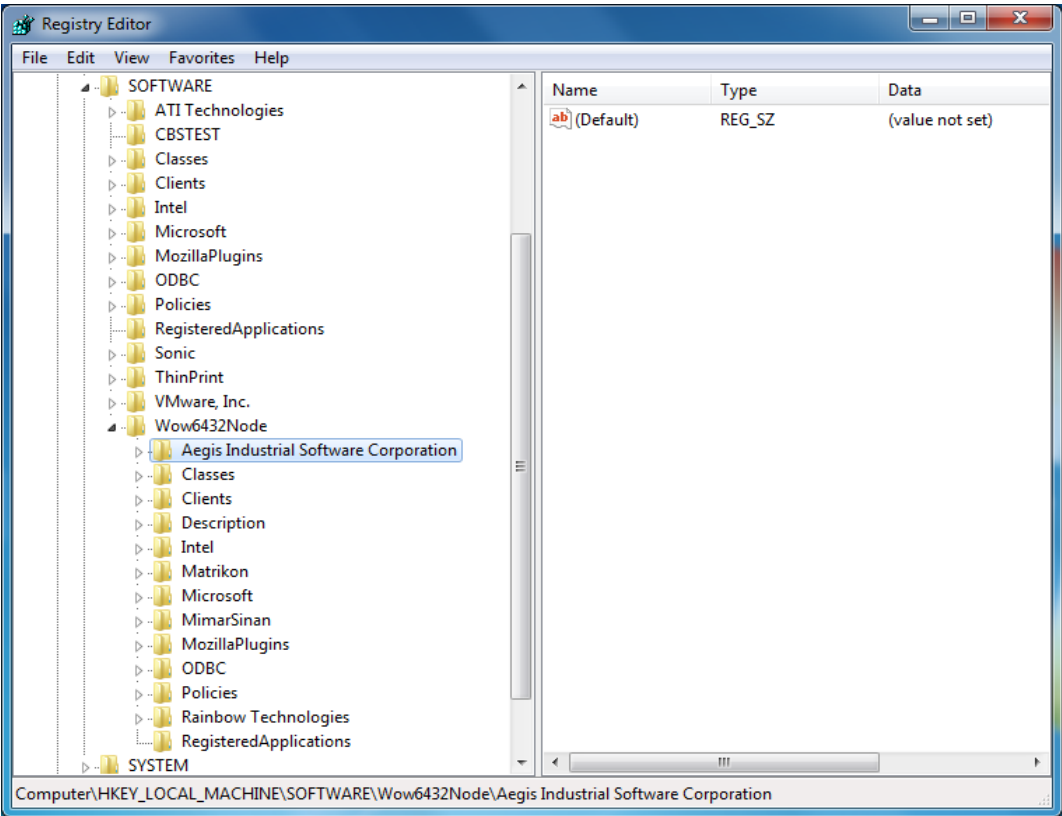 Registry Editor
File Edit View Favorites Help
SOFTWARE
ATI Technologies
CBSTEST
Classes
Clients
Intel
Microsoft
MozillaPlugins
ODBC
Policies
RegisteredApplications
Sonic
ThinPrint
VMware, Inc.
Wow6432Node
Aegis Industrial Software Corporation
Classes
Clients
Description
Intel
Matrikon
Microsoft
MimarSinan
MozillaPlugins
ODBC
Policies
Rainbow Technologies
RegisteredApplications
SYSTEM
Name Type Data
ab (Default) REG_SZ (value not set)
Computer\HKEY_LOCAL_MACHINE\SOFTWARE\Wow6432Node\Aegis Industrial Software Corporation